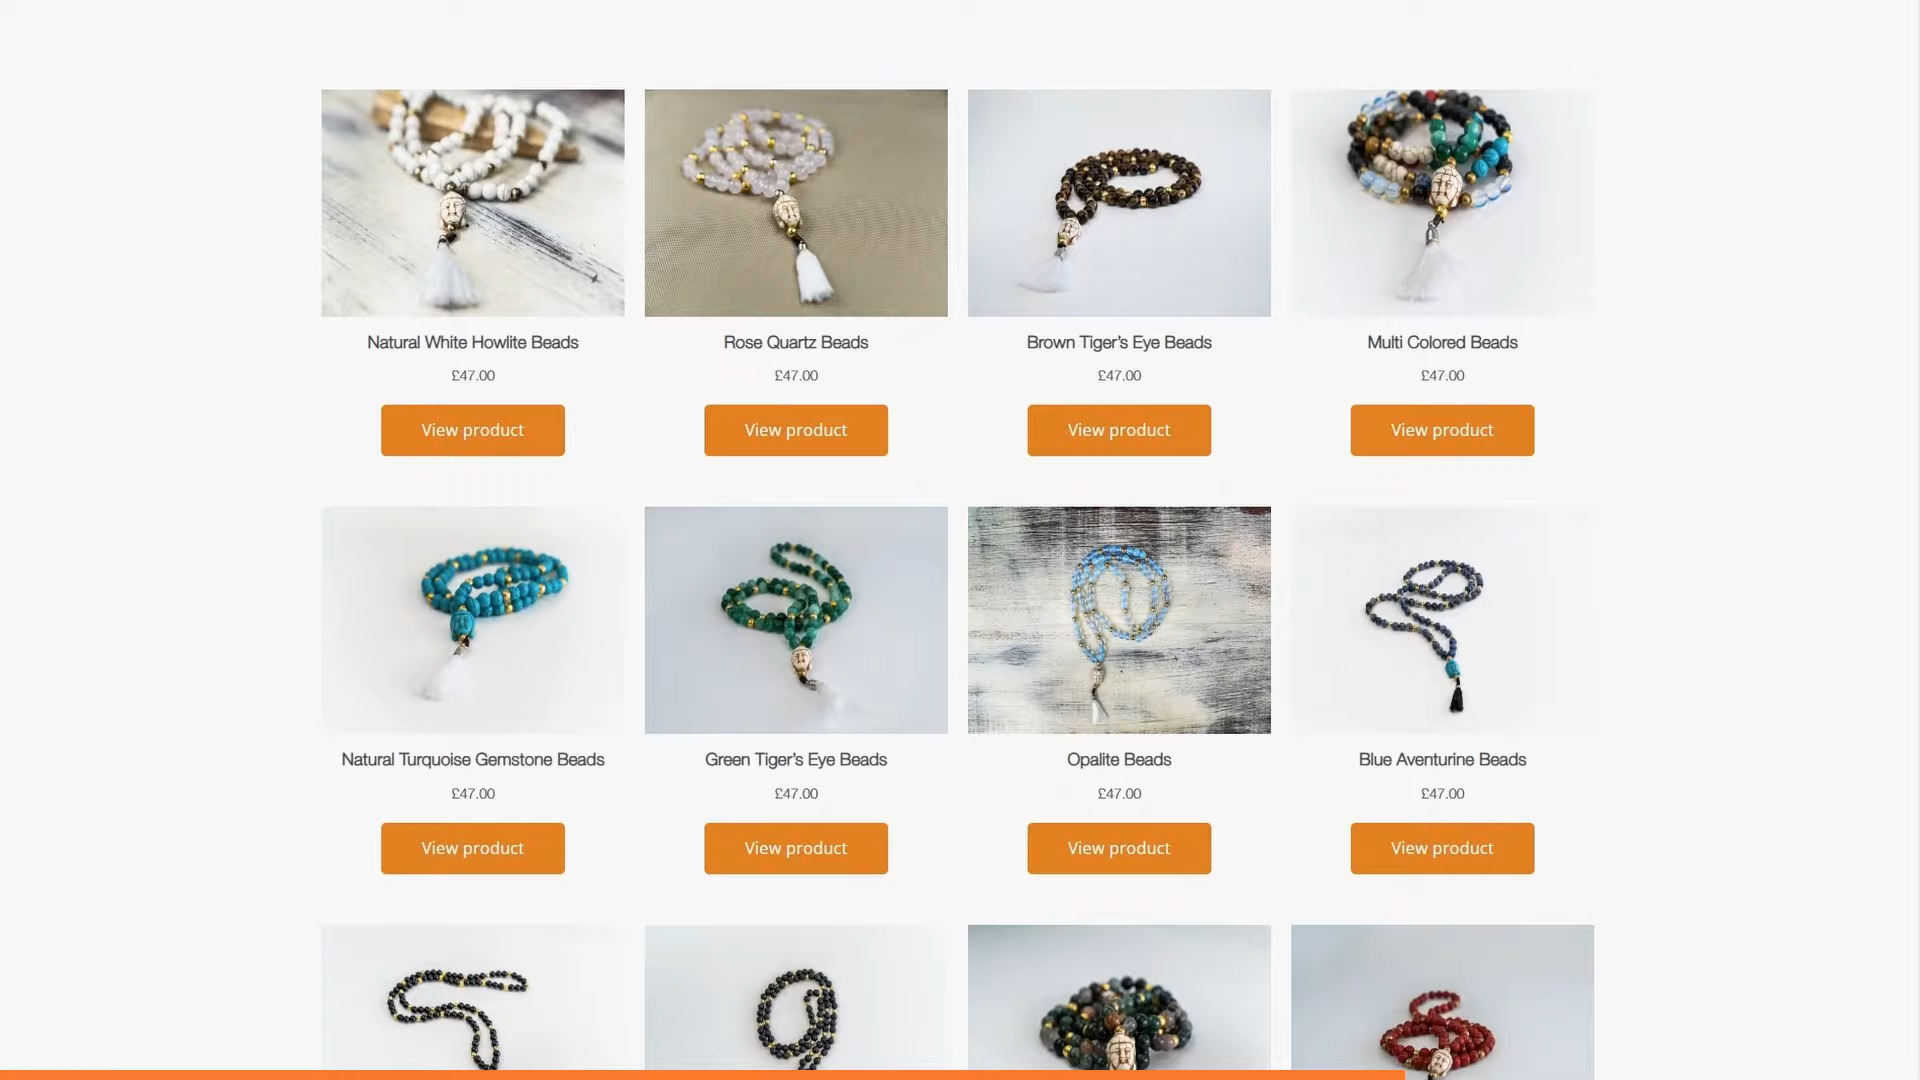 Natural White Howlite Beads
Rose Quartz Beads
Brown Tiger’s Eye Beads
Multi Colored Beads
£47.00
£47.00
£47.00
£47.00
View product
View product
View product
View product
Natural Turquoise Gemstone Beads
Green Tiger’s Eye Beads
Opalite Beads
Blue Aventurine Beads
£47.00
£47.00
£47.00
£47.00
View product
View product
View product
View product